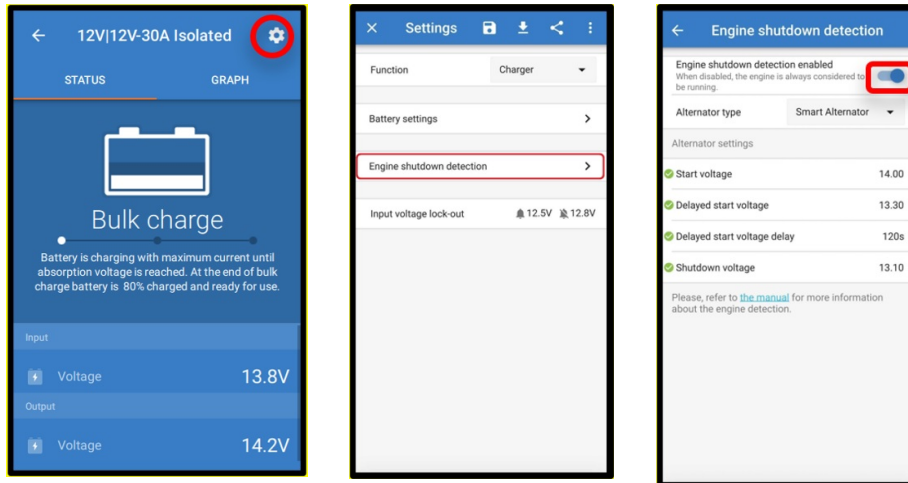 12V|12V-30A Isolated
STATUS
GRAPH
Bulk charge
Battery is charging with maximum current until
absorption voltage is reached. At the end of bulk
charge battery is 80% charged and ready for use.
Input
Voltage
13.8V
Output
Voltage
14.2V
Settings
Function
Charger
Battery settings
Engine shutdown detection
Input voltage lock-out
12.5V
12.8V
Engine shutdown detection
Engine shutdown detection enabled
When disabled, the engine is always considered to
be running.
Alternator type
Smart Alternator
Alternator settings
Start voltage
14.00
Delayed start voltage
13.30
Delayed start voltage delay
120s
Shutdown voltage
13.10
Please, refer to the manual for more information
about the engine detection.